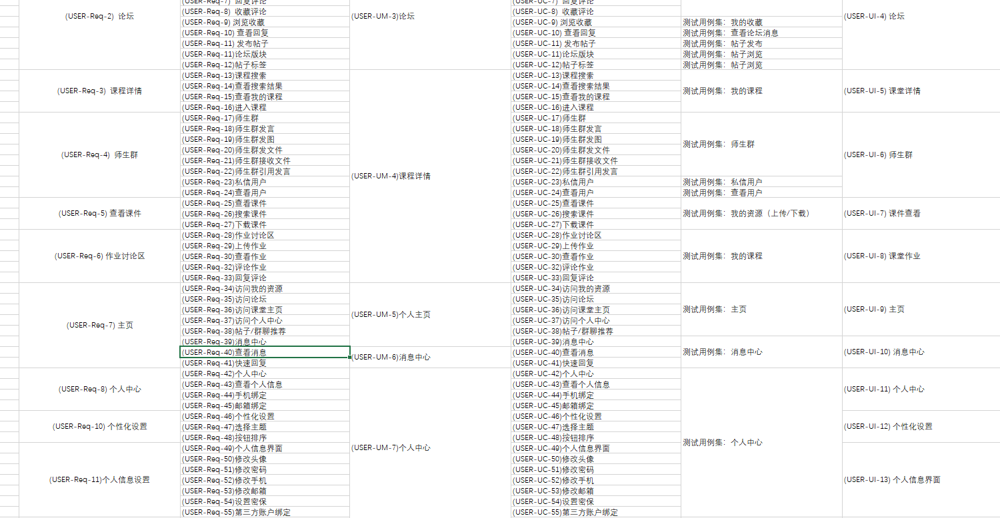 (USER-Req-7) 回复评论 (USER-UC-7) 回复评论
(USER-Req-8) 收藏评论 (USER-UC-8) 收藏评论
(USER-Req-2) 论坛 (USER-UM-3)论坛 (USER-UI-4) 论坛
(USER-Req-9) 浏览收藏 (USER-UC-9) 浏览收藏 测试用例集：我的收藏
(USER-Req-10) 查看回复 (USER-UC-10) 查看回复 测试用例集：查看论坛消息
(USER-Req-11) 发布帖子 (USER-UC-11) 发布帖子 测试用例集：帖子发布
(USER-Req-11)论坛版块 (USER-UC-11)论坛版块 测试用例集：帖子浏览
(USER-Req-12)帖子标签 (USER-UC-12)帖子标签 测试用例集：帖子浏览
(USER-Req-13)课程搜索 (USER-UC-13)课程搜索
(USER-Req-14)查看搜索结果 (USER-UC-14)查看搜索结果
(USER-Req-3) 课程详情 测试用例集：我的课程 (USER-UI-5) 课堂详情
(USER-Req-15)查看我的课程 (USER-UC-15)查看我的课程
(USER-Req-16)进入课程 (USER-UC-16)进入课程
(USER-Req-17)师生群 (USER-UC-17)师生群
(USER-Req-18)师生群发言 (USER-UC-18)师生群发言
(USER-Req-19)师生群发图 (USER-UC-19)师生群发图
测试用例集：师生群
(USER-Req-20)师生群发文件 (USER-UC-20)师生群发文件
(USER-Req-4) 师生群 (USER-UI-6) 师生群
(USER-Req-21)师生群接收文件 (USER-UC-21)师生群接收文件
(USER-Req-22)师生群引用发言 (USER-UC-22)师生群引用发言
(USER-UM-4)课程详情
(USER-Req-23)私信用户 (USER-UC-23)私信用户 测试用例集：私信用户
(USER-Req-24)查看用户 (USER-UC-24)查看用户 测试用例集：查看用户
(USER-Req-25)查看课件 (USER-UC-25)查看课件
(USER-Req-5) 查看课件 (USER-Req-26)搜索课件 (USER-UC-26)搜索课件 测试用例集：我的资源（上传/下载） (USER-UI-7) 课件查看
(USER-Req-27)下载课件 (USER-UC-27)下载课件
(USER-Req-28)作业讨论区 (USER-UC-28)作业讨论区
(USER-Req-29)上传作业 (USER-UC-29)上传作业
(USER-Req-6) 作业讨论区 (USER-Req-30)查看作业 (USER-UC-30)查看作业 测试用例集：我的课程 (USER-UI-8) 课堂作业
(USER-Req-32)评论作业 (USER-UC-32)评论作业
(USER-Req-33)回复评论 (USER-UC-33)回复评论
(USER-Req-34)访问我的资源 (USER-UC-34)访问我的资源
(USER-Req-35)访问论坛 (USER-UC-35)访问论坛
(USER-Req-36)访问课堂主页 (USER-UC-36)访问课堂主页 测试用例集：主页 (USER-UI-9) 主页
(USER-UM-5)个人主页
(USER-Req-37)访问个人中心 (USER-UC-37)访问个人中心
(USER-Req-7) 主页
(USER-Req-38)帖子/群聊推荐 (USER-UC-38)帖子/群聊推荐
(USER-Req-39)消息中心 (USER-UC-39)消息中心
(USER-Req-40)查看消息 (USER-UC-40)查看消息 测试用例集：消息中心 (USER-UI-10) 消息中心
(USER-UM-6)消息中心
(USER-Req-41)快速回复 (USER-UC-41)快速回复
(USER-Req-42)个人中心 (USER-UC-42)个人中心
(USER-Req-43)查看个人信息 (USER-UC-43)查看个人信息
(USER-Req-8) 个人中心 (USER-UI-11) 个人中心
(USER-Req-44)手机绑定 (USER-UC-44)手机绑定
(USER-Req-45)邮箱绑定 (USER-UC-45)邮箱绑定
(USER-Req-46)个性化设置 (USER-UC-46)个性化设置
(USER-Req-10) 个性化设置 (USER-Req-47)选择主题 (USER-UC-47)选择主题 (USER-UI-12) 个性化设置
(USER-Req-48)按钮排序 (USER-UC-48)按钮排序
测试用例集：个人中心
(USER-Req-49)个人信息界面 (USER-UM-7)个人中心 (USER-UC-49)个人信息界面
(USER-Req-50)修改头像 (USER-UC-50)修改头像
(USER-Req-51)修改密码 (USER-UC-51)修改密码
(USER-Req-11)个人信息设置 (USER-Req-52)修改手机 (USER-UC-52)修改手机 (USER-UI-13) 个人信息界面
(USER-Req-53)修改邮箱 (USER-UC-53)修改邮箱
(USER-Req-54)设置密保 (USER-UC-54)设置密保
(USER-Req-55)第三方账户绑定 (USER-UC-55)第三方账户绑定